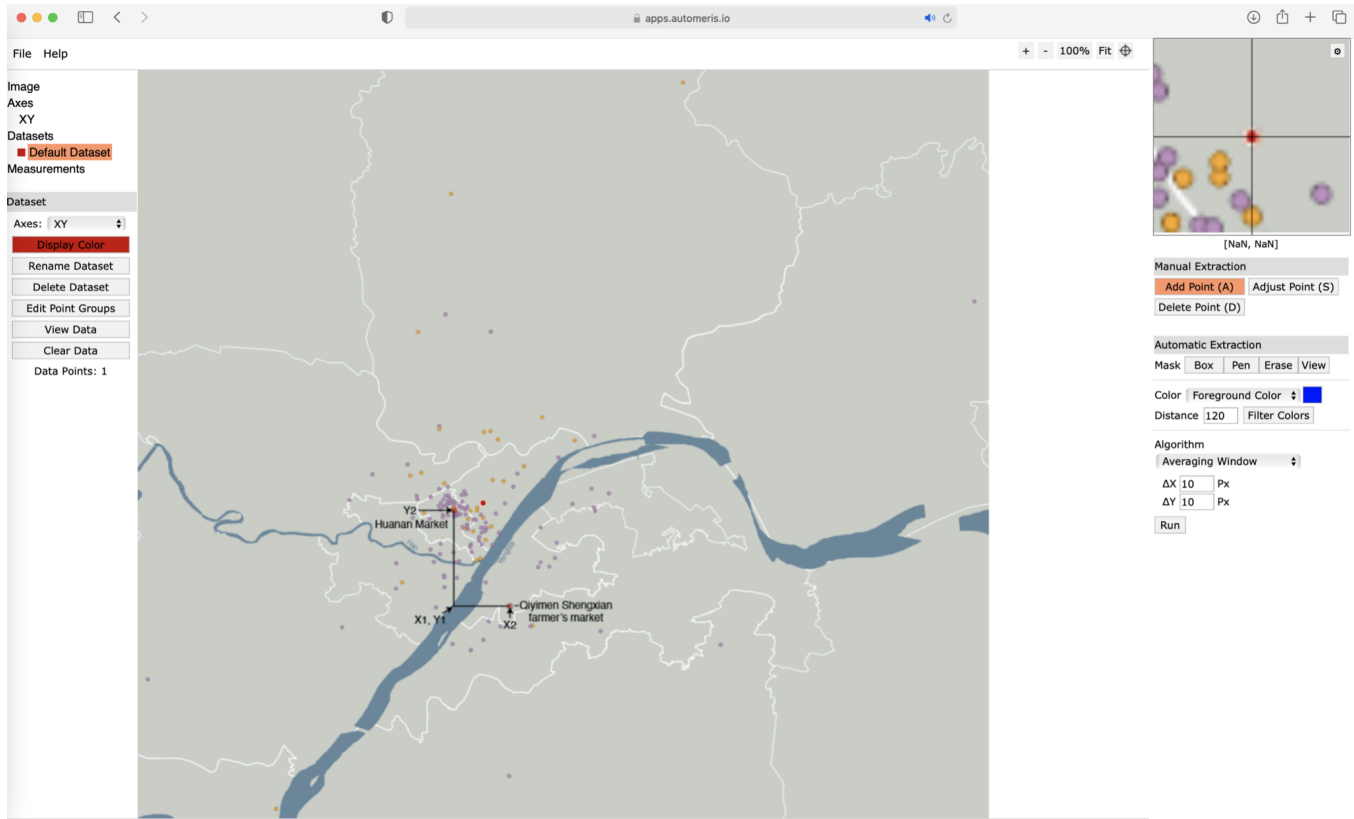 apps.automeris.io
File Help
+ - 100% Fit
Image
Axes
XY
Datasets
Default Dataset
Measurements
Dataset
Axes: XY
Display Color
Rename Dataset
Delete Dataset
Edit Point Groups
View Data
Clear Data
Data Points: 1
Y2
Huanan Market
Han
Yangtze
X1, Y1
X2
Qiyimen Shengxian
farmer's market
[NaN, NaN]
Manual Extraction
Add Point (A) Adjust Point (S)
Delete Point (D)
Automatic Extraction
Mask Box Pen Erase View
Color Foreground Color
Distance 120 Filter Colors
Algorithm
Averaging Window
ΔX 10 Px
ΔY 10 Px
Run